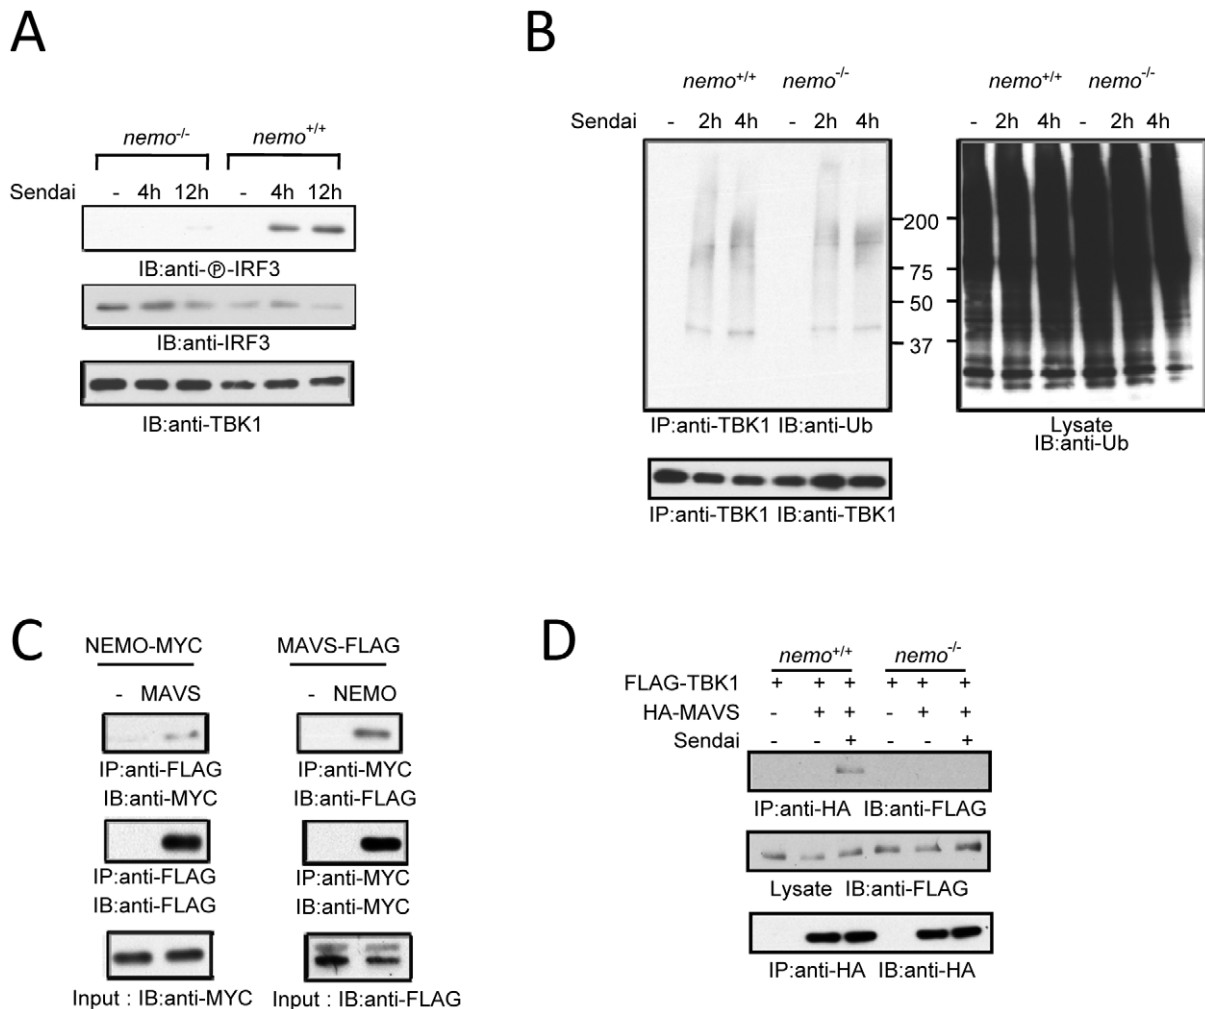 A
nemo-/- nemo+/+
Sendai - 4h 12h - 4h 12h
IB:anti-Ⓟ-IRF3
IB:anti-IRF3
IB:anti-TBK1
B
nemo+/+ nemo-/- nemo+/+ nemo-/-
Sendai - 2h 4h - 2h 4h - 2h 4h - 2h 4h
200
75
50
37
IP:anti-TBK1 IB:anti-Ub
Lysate
IB:anti-Ub
IP:anti-TBK1 IB:anti-TBK1
C
NEMO-MYC
- MAVS
IP:anti-FLAG
IB:anti-MYC
IP:anti-FLAG
IB:anti-FLAG
Input : IB:anti-MYC
MAVS-FLAG
- NEMO
IP:anti-MYC
IB:anti-FLAG
IP:anti-MYC
IB:anti-MYC
Input : IB:anti-FLAG
D
nemo+/+ nemo-/-
FLAG-TBK1 + + + + + +
HA-MAVS - + + - + +
Sendai - - + - - +
IP:anti-HA IB:anti-FLAG
Lysate IB:anti-FLAG
IP:anti-HA IB:anti-HA